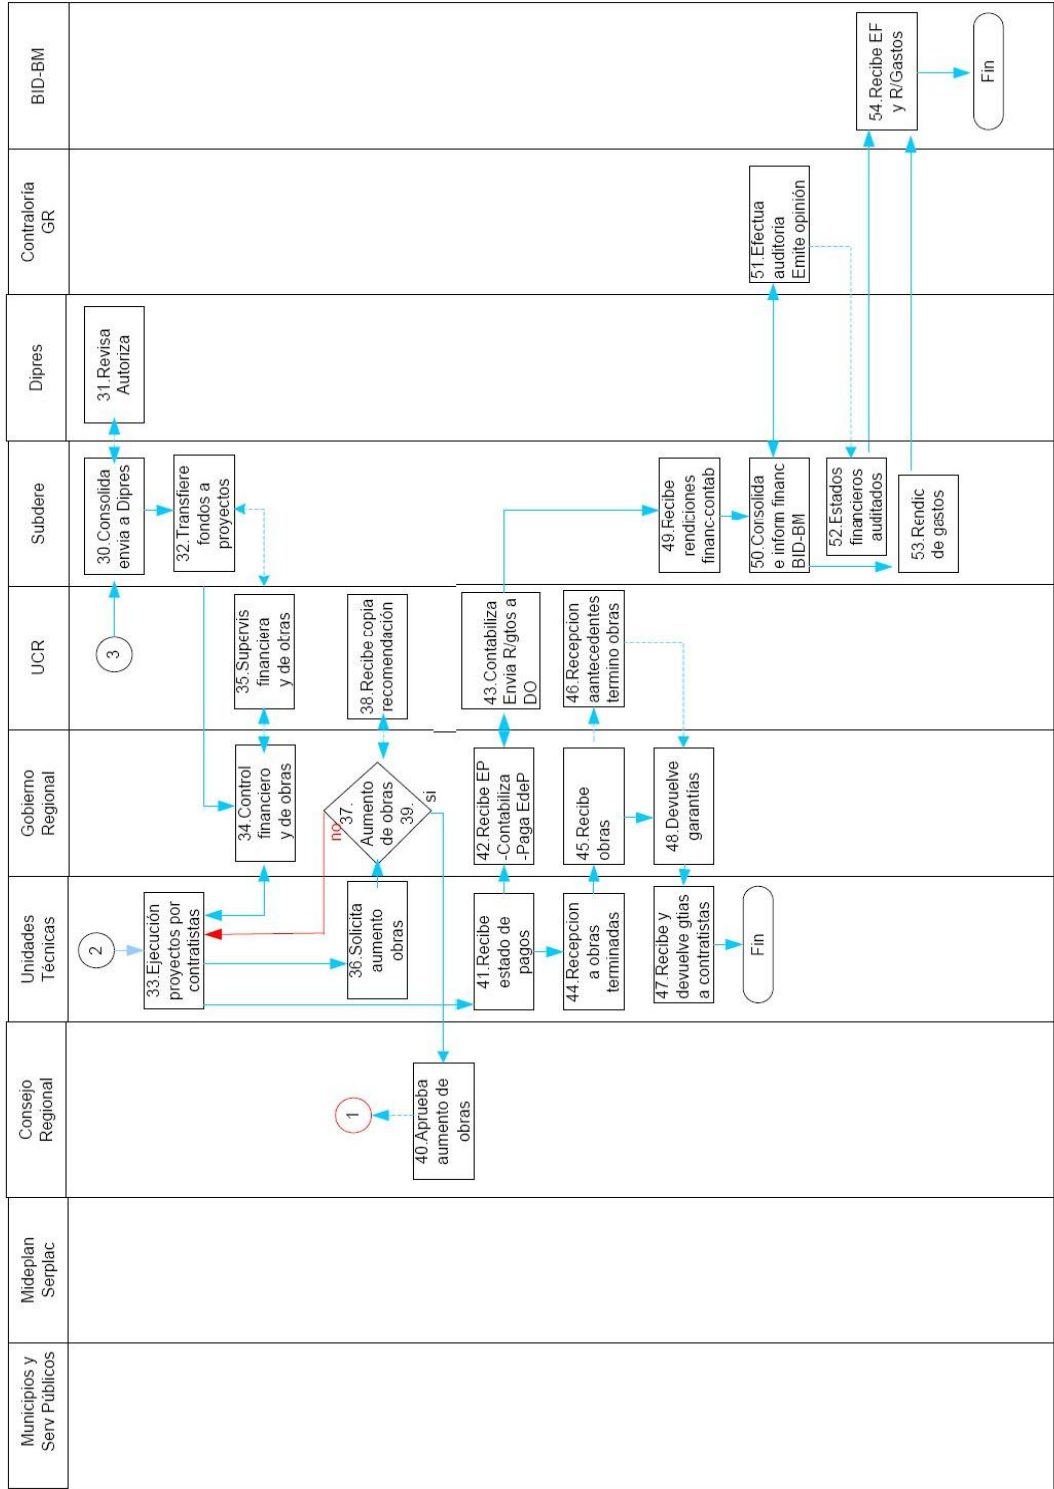 Municipios y
Serv Públicos
Mideplan
Serplac
Consejo
Regional
Unidades
Técnicas
Gobierno
Regional
UCR
Subdere
Dipres
Contraloria
GR
BID-BM
2
3
30.Consolida
envia a Dipres
31.Revisa
Autoriza
32.Transfiere
fondos a
proyectos
33.Ejecución
proyectos por
contratistas
34.Control
financiero
y de obras
35.Supervis
financiera
y de obras
36.Solicita
aumento
obras
no
37.
Aumento
de obras
39.
si
38.Recibe copia
recomendación
1
40.Aprueba
aumento de
obras
41.Recibe
estado de
pagos
42.Recibe EP
-Contabiliza
-Paga EdeP
43.Contabiliza
Envia R/gtos a
DO
44.Recepcion
a obras
terminadas
45.Recibe
obras
46.Recepcion
aantecedentes
termino obras
47.Recibe y
devuelve gtias
a contratistas
48.Devuelve
garantías
Fin
49.Recibe
rendiciones
financ-contab
50.Consolida
e inform financ
BID-BM
51.Efectua
auditoria
Emite opinión
52.Estados
financieros
auditados
53.Rendic
de gastos
54.Recibe EF
y R/Gastos
Fin